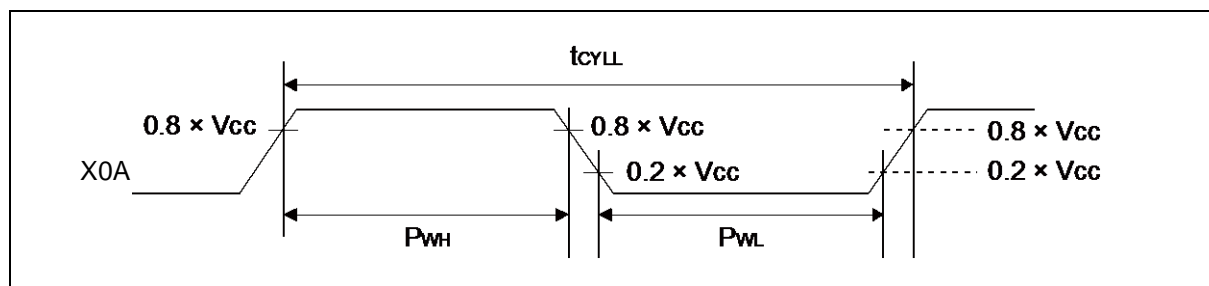 tCYLL
0.8 × Vcc
0.8 × Vcc
0.8 × Vcc
X0A
0.2 × Vcc
0.2 × Vcc
PWH
PWL